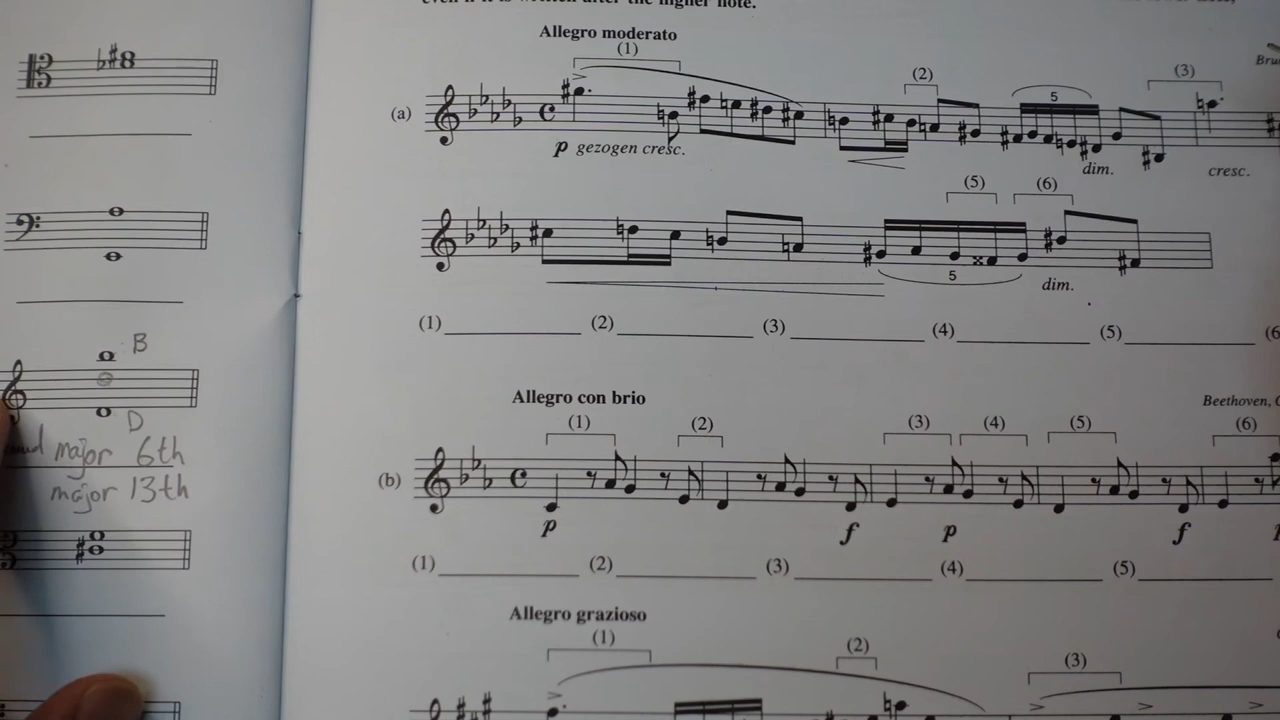 even if it is written after the higher note.
Allegro moderato
(1)
(2)
(3)
(a)
5
p gezogen cresc.
dim.
cresc.
(5)
(6)
5
dim.
(1) (2) (3) (4) (5)
B
D
major 6th
major 13th
Allegro con brio
Beethoven,
(1) (2) (3) (4) (5) (6)
(b)
p f p f
(1) (2) (3) (4) (5)
Allegro grazioso
(1)
(2)
(3)